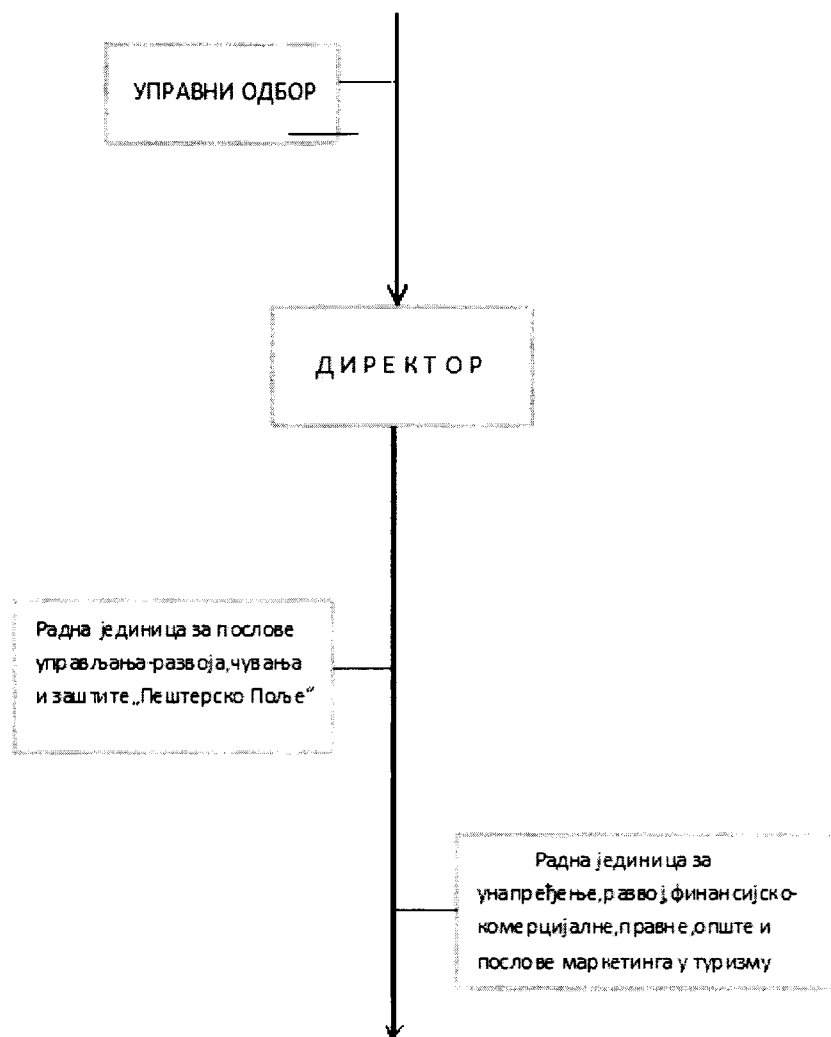 УПРАВНИ ОДБОР
ДИРЕКТОР
Радна јединица за послове
управљања-развоја,чувања
и заштите„Пештерско Поље“
Радна јединица за
унапређење,развој,финансијско-
комерцијалне,правне,опште и
послове маркетинга у туризму